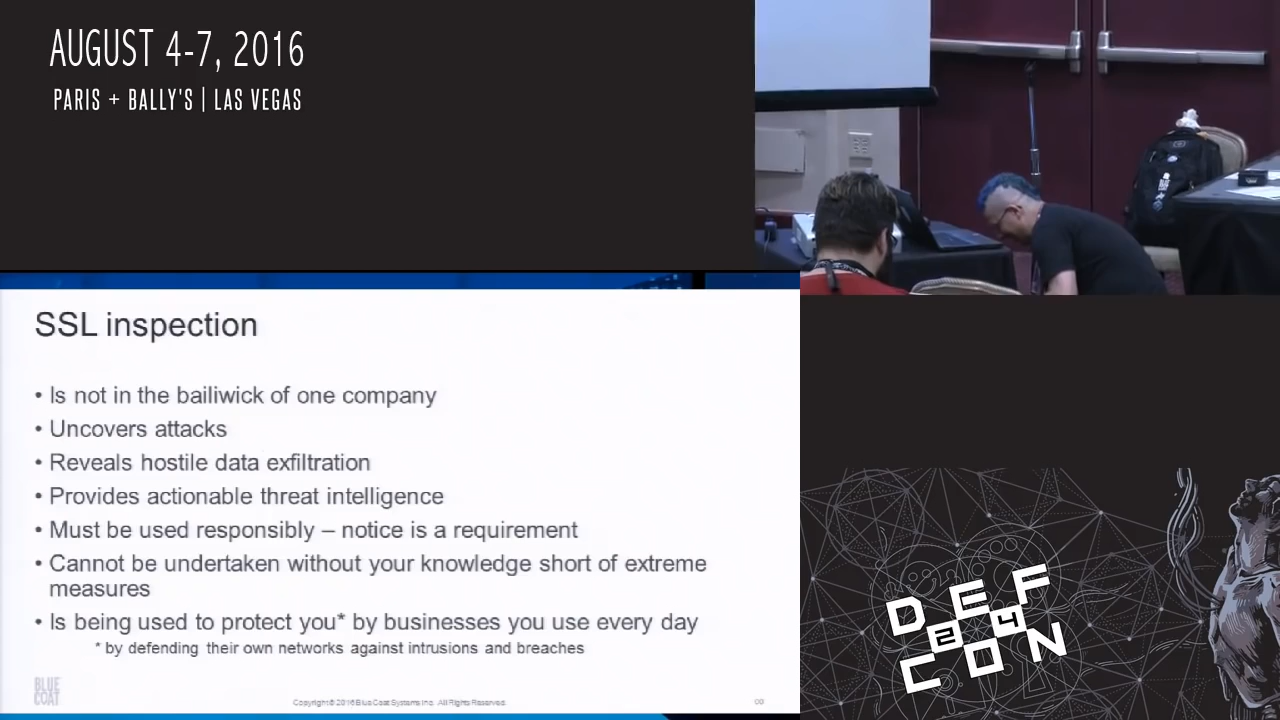 AUGUST 4-7, 2016
PARIS + BALLY'S | LAS VEGAS
SSL inspection
• Is not in the bailiwick of one company
• Uncovers attacks
• Reveals hostile data exfiltration
• Provides actionable threat intelligence
• Must be used responsibly – notice is a requirement
• Cannot be undertaken without your knowledge short of extreme
measures
• Is being used to protect you* by businesses you use every day
* by defending their own networks against intrusions and breaches
BLUE
COAT
Copyright © 2016 Blue Coat Systems Inc. All Rights Reserved.
DEF
24
CON